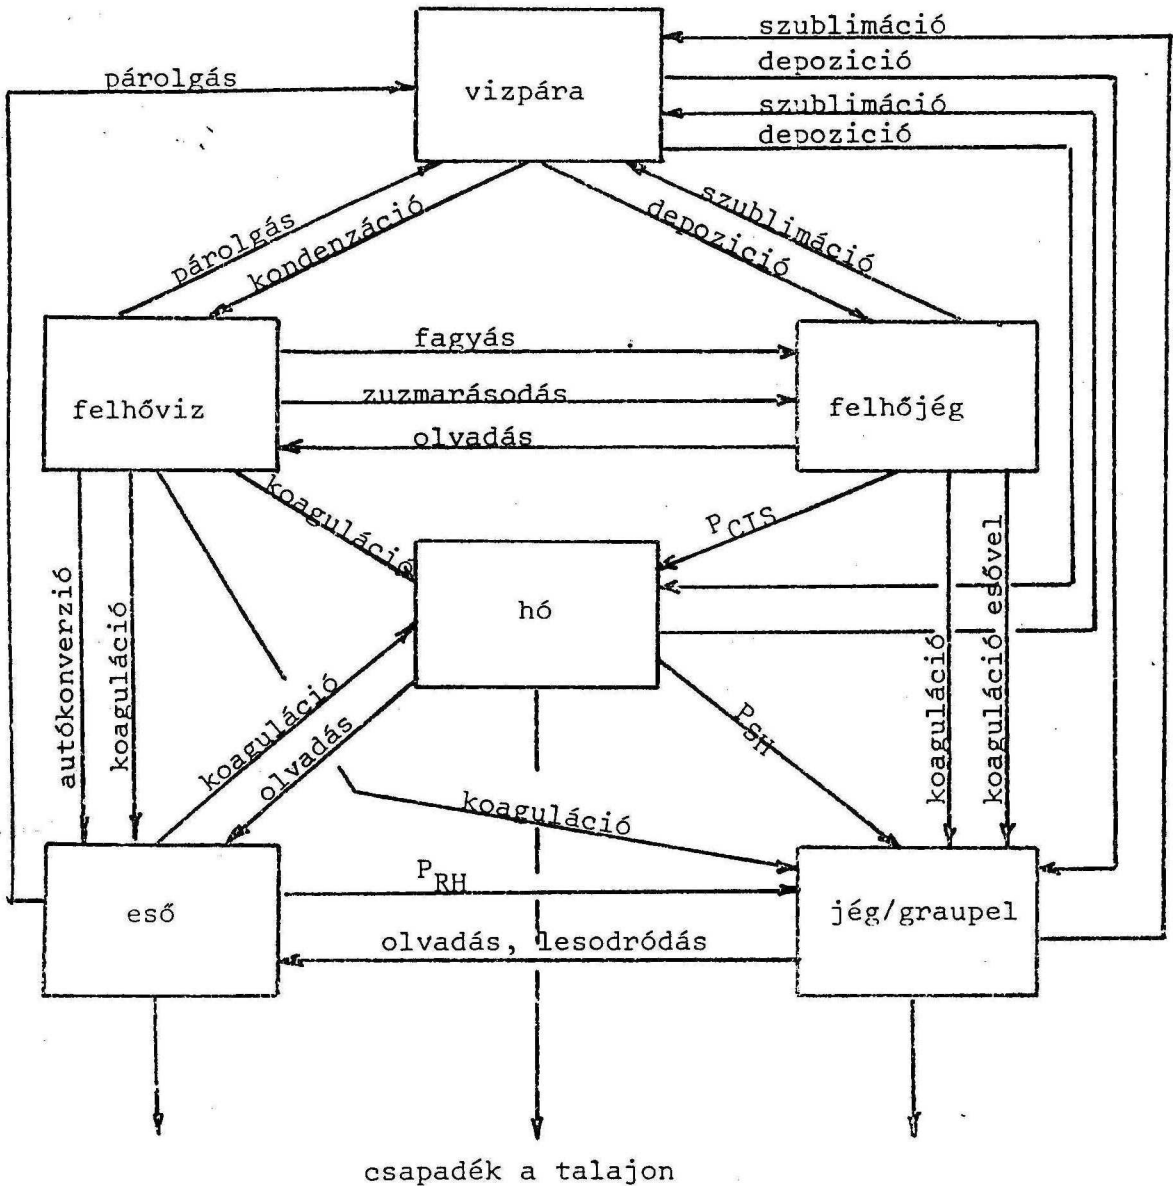 szublimáció
depozició
párolgás
vizpára
szublimáció
depozició
szublimáció
depozició
párolgás
kondenzáció
fagyás
zuzmarásodás
felhőviz
felhőjég
olvadás
koaguláció
P_CIS
koaguláció esővel
hó
autókonverzió
koaguláció
koaguláció
koaguláció
olvadás
P_SH
koaguláció
P_RH
eső
jég/graupel
olvadás, lesodródás
csapadék a talajon